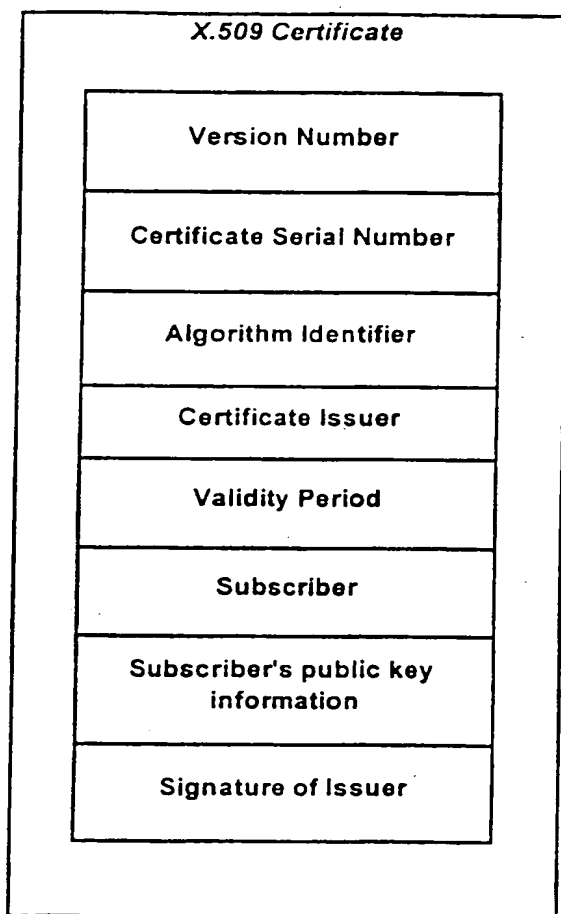 X.509 Certificate
Version Number
Certificate Serial Number
Algorithm Identifier
Certificate Issuer
Validity Period
Subscriber
Subscriber's public key
information
Signature of Issuer